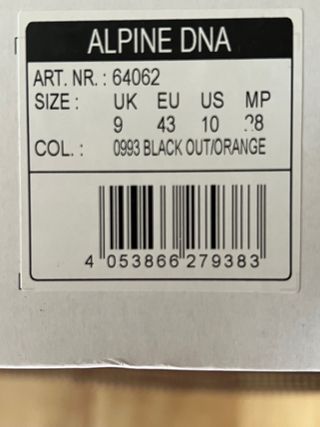 ALPINE DNA
ART. NR. : 64062
SIZE : UK EU US MP
9 43 10 28
COL. : 0993 BLACK OUT/ORANGE
4 053866 279383